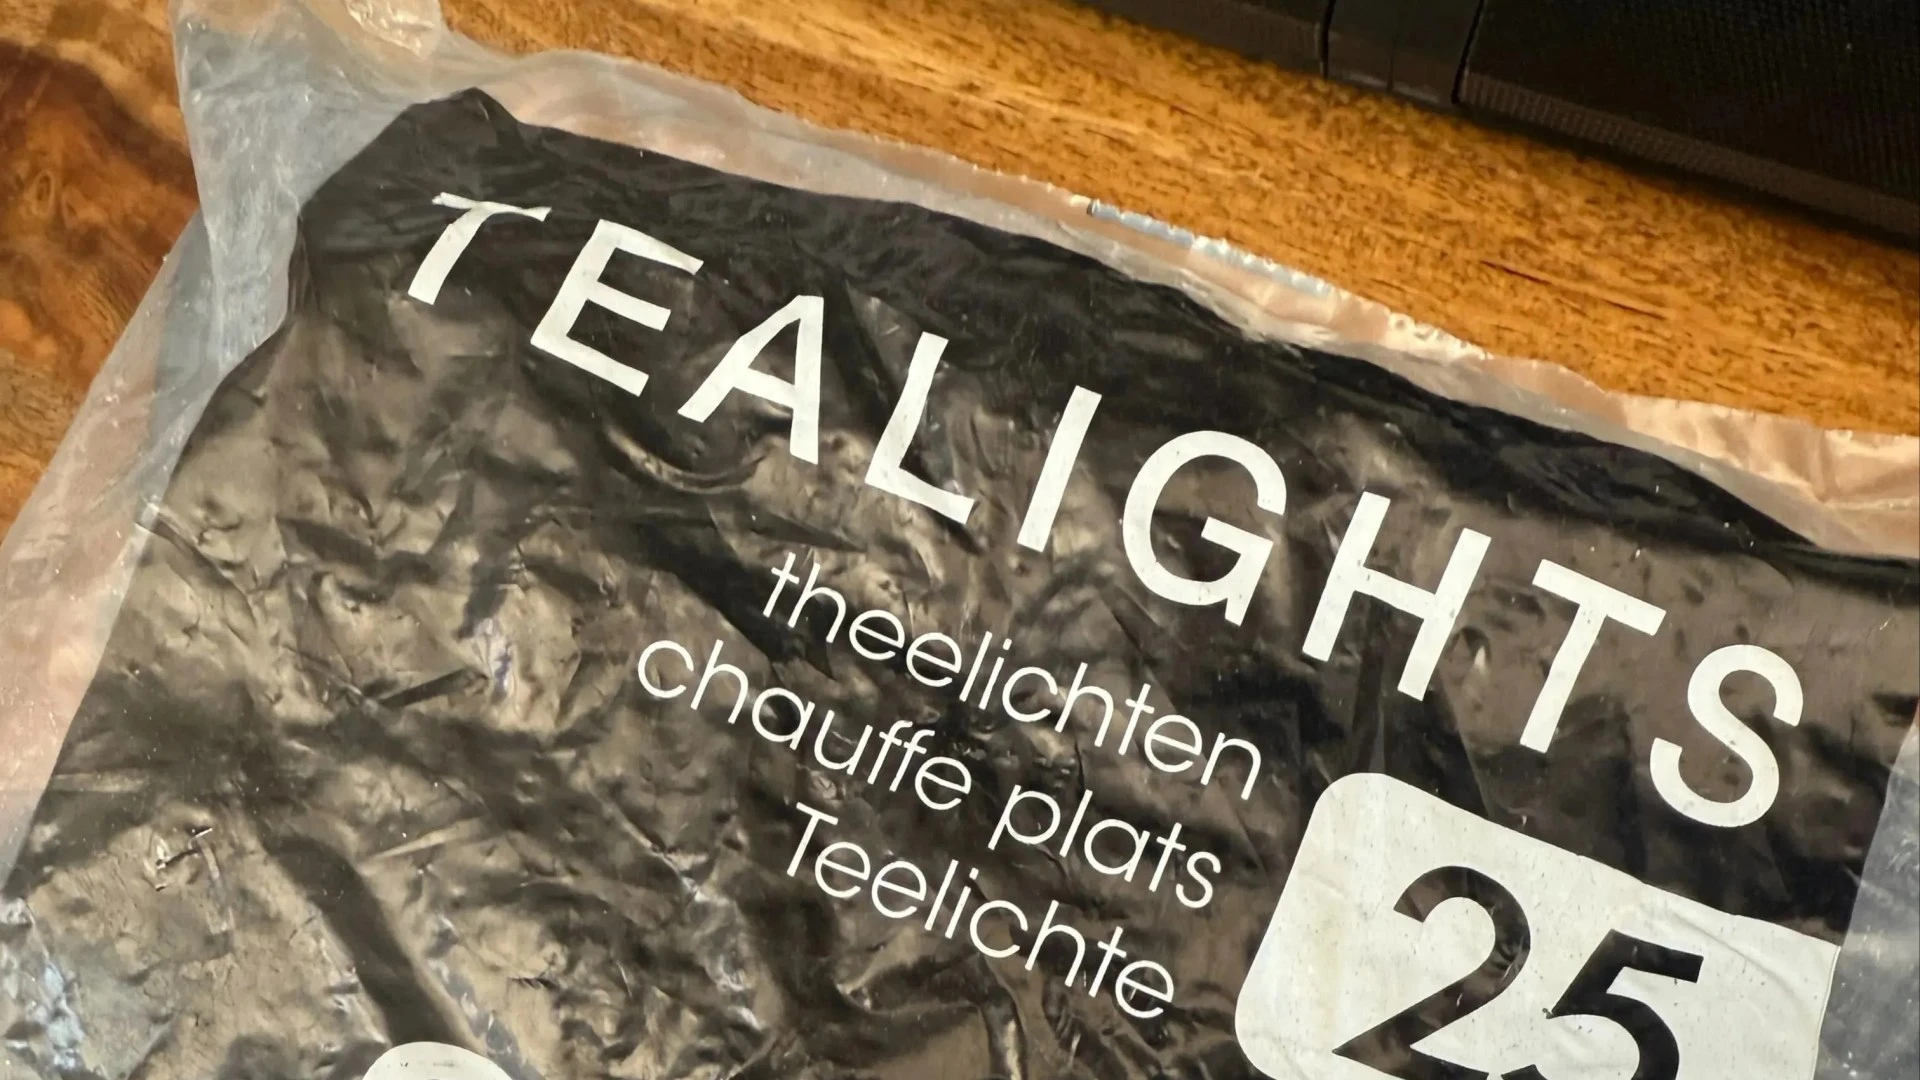 TEALIGHTS
theelichten
chauffe plats
Teelichte
25